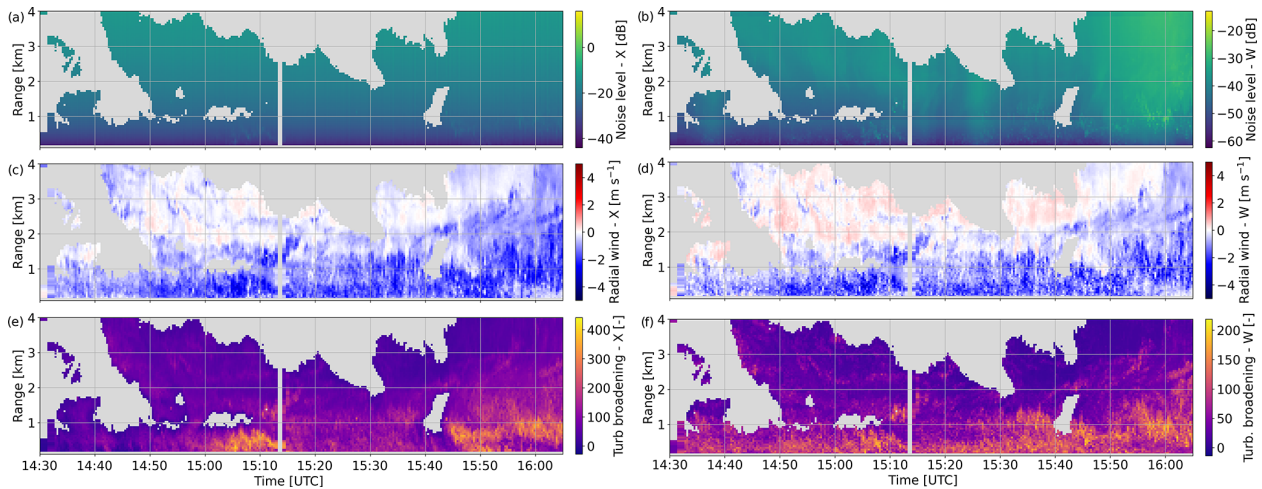 (a)
4
3
2
1
Range [km]
0
−20
−40
Noise level - X [dB]
(b)
4
3
2
1
Range [km]
−20
−30
−40
−50
−60
Noise level - W [dB]
(c)
4
3
2
1
Range [km]
4
2
0
−2
−4
Radial wind - X [m s−1]
(d)
4
3
2
1
Range [km]
4
2
0
−2
−4
Radial wind - W [m s−1]
(e)
4
3
2
1
Range [km]
14:30 14:40 14:50 15:00 15:10 15:20 15:30 15:40 15:50 16:00
Time [UTC]
400
300
200
100
0
Turb broadening - X [-]
(f)
4
3
2
1
Range [km]
14:30 14:40 14:50 15:00 15:10 15:20 15:30 15:40 15:50 16:00
Time [UTC]
200
150
100
50
0
Turb. broadening - W [-]